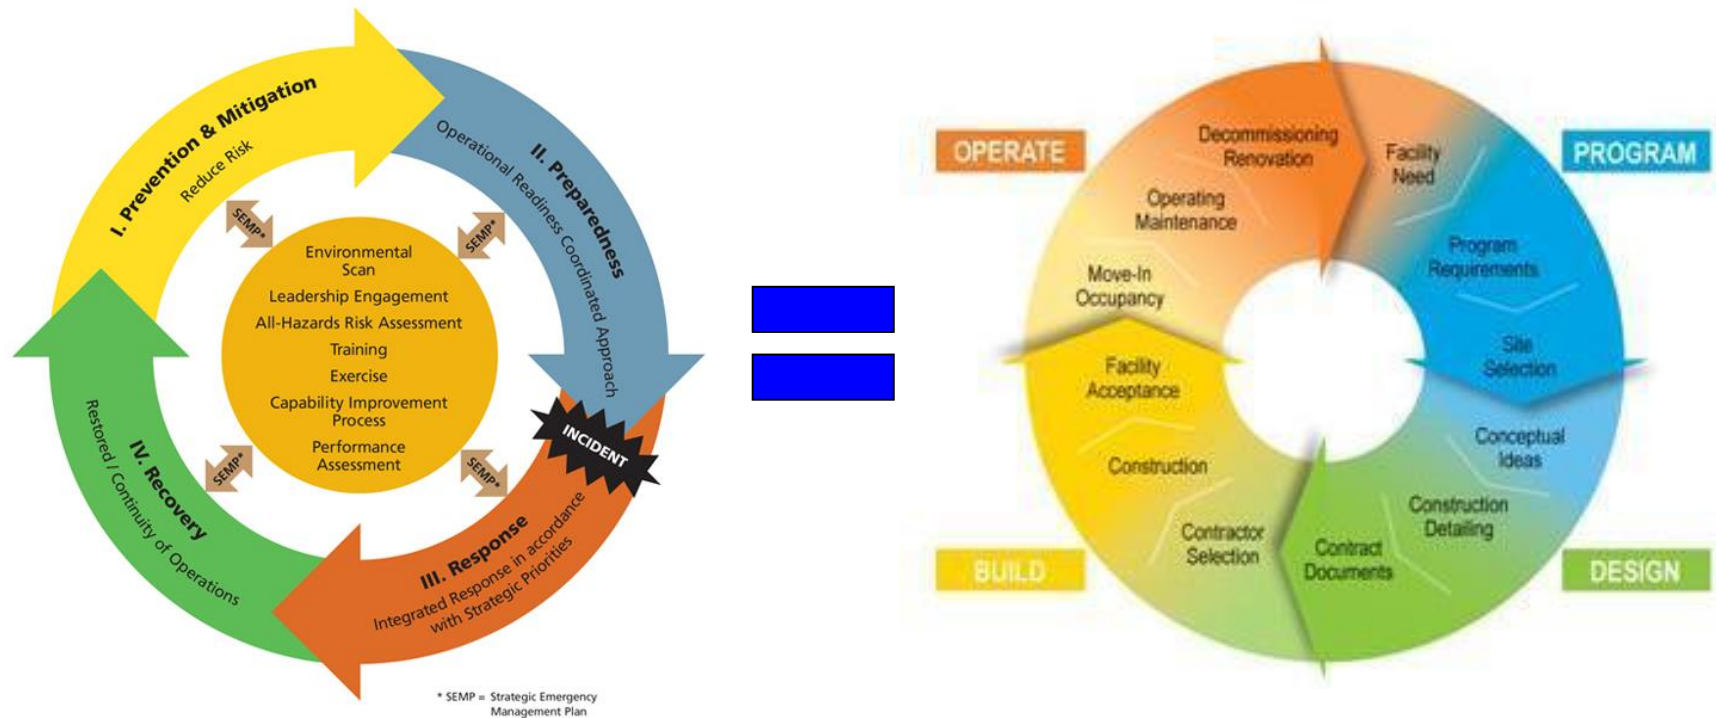 I. Prevention & Mitigation
Reduce Risk
II. Preparedness
Operational Readiness Coordinated Approach
INCIDENT
III. Response
Integrated Response in accordance
with Strategic Priorities
IV. Recovery
Restored / Continuity of Operations
SEMP*
SEMP*
SEMP*
SEMP*
Environmental
Scan
Leadership Engagement
All-Hazards Risk Assessment
Training
Exercise
Capability Improvement
Process
Performance
Assessment
* SEMP = Strategic Emergency
Management Plan
OPERATE
PROGRAM
BUILD
DESIGN
Facility
Need
Program
Requirements
Site
Selection
Conceptual
Ideas
Construction
Detailing
Contract
Documents
Contractor
Selection
Construction
Facility
Acceptance
Move-In
Occupancy
Operating
Maintenance
Decommissioning
Renovation